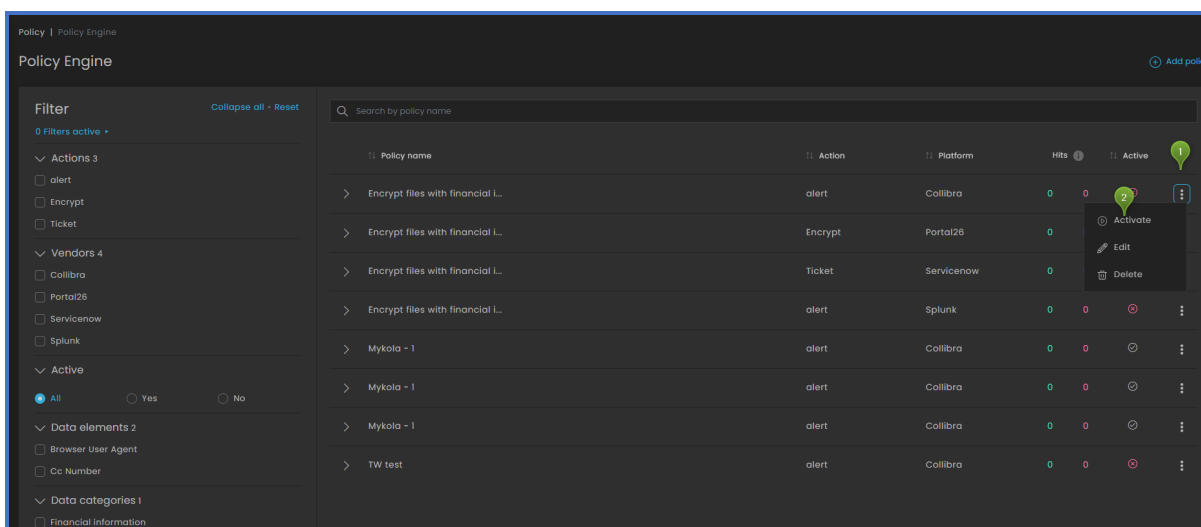 Policy | Policy Engine
Policy Engine
Add poli
Filter
Collapse all - Reset
0 Filters active
Search by policy name
Policy name Action Platform Hits Active 1
Actions 3
alert
Encrypt
Ticket
Vendors 4
Collibra
Portal26
Servicenow
Splunk
Active
All Yes No
Data elements 2
Browser User Agent
Cc Number
Data categories 1
Financial information
Encrypt files with financial i... alert Collibra 0 0
2
Activate
Edit
Delete
Encrypt files with financial i... Encrypt Portal26 0
Encrypt files with financial i... Ticket Servicenow 0
Encrypt files with financial i... alert Splunk 0 0
Mykola - 1 alert Collibra 0 0
Mykola - 1 alert Collibra 0 0
Mykola - 1 alert Collibra 0 0
TW test alert Collibra 0 0